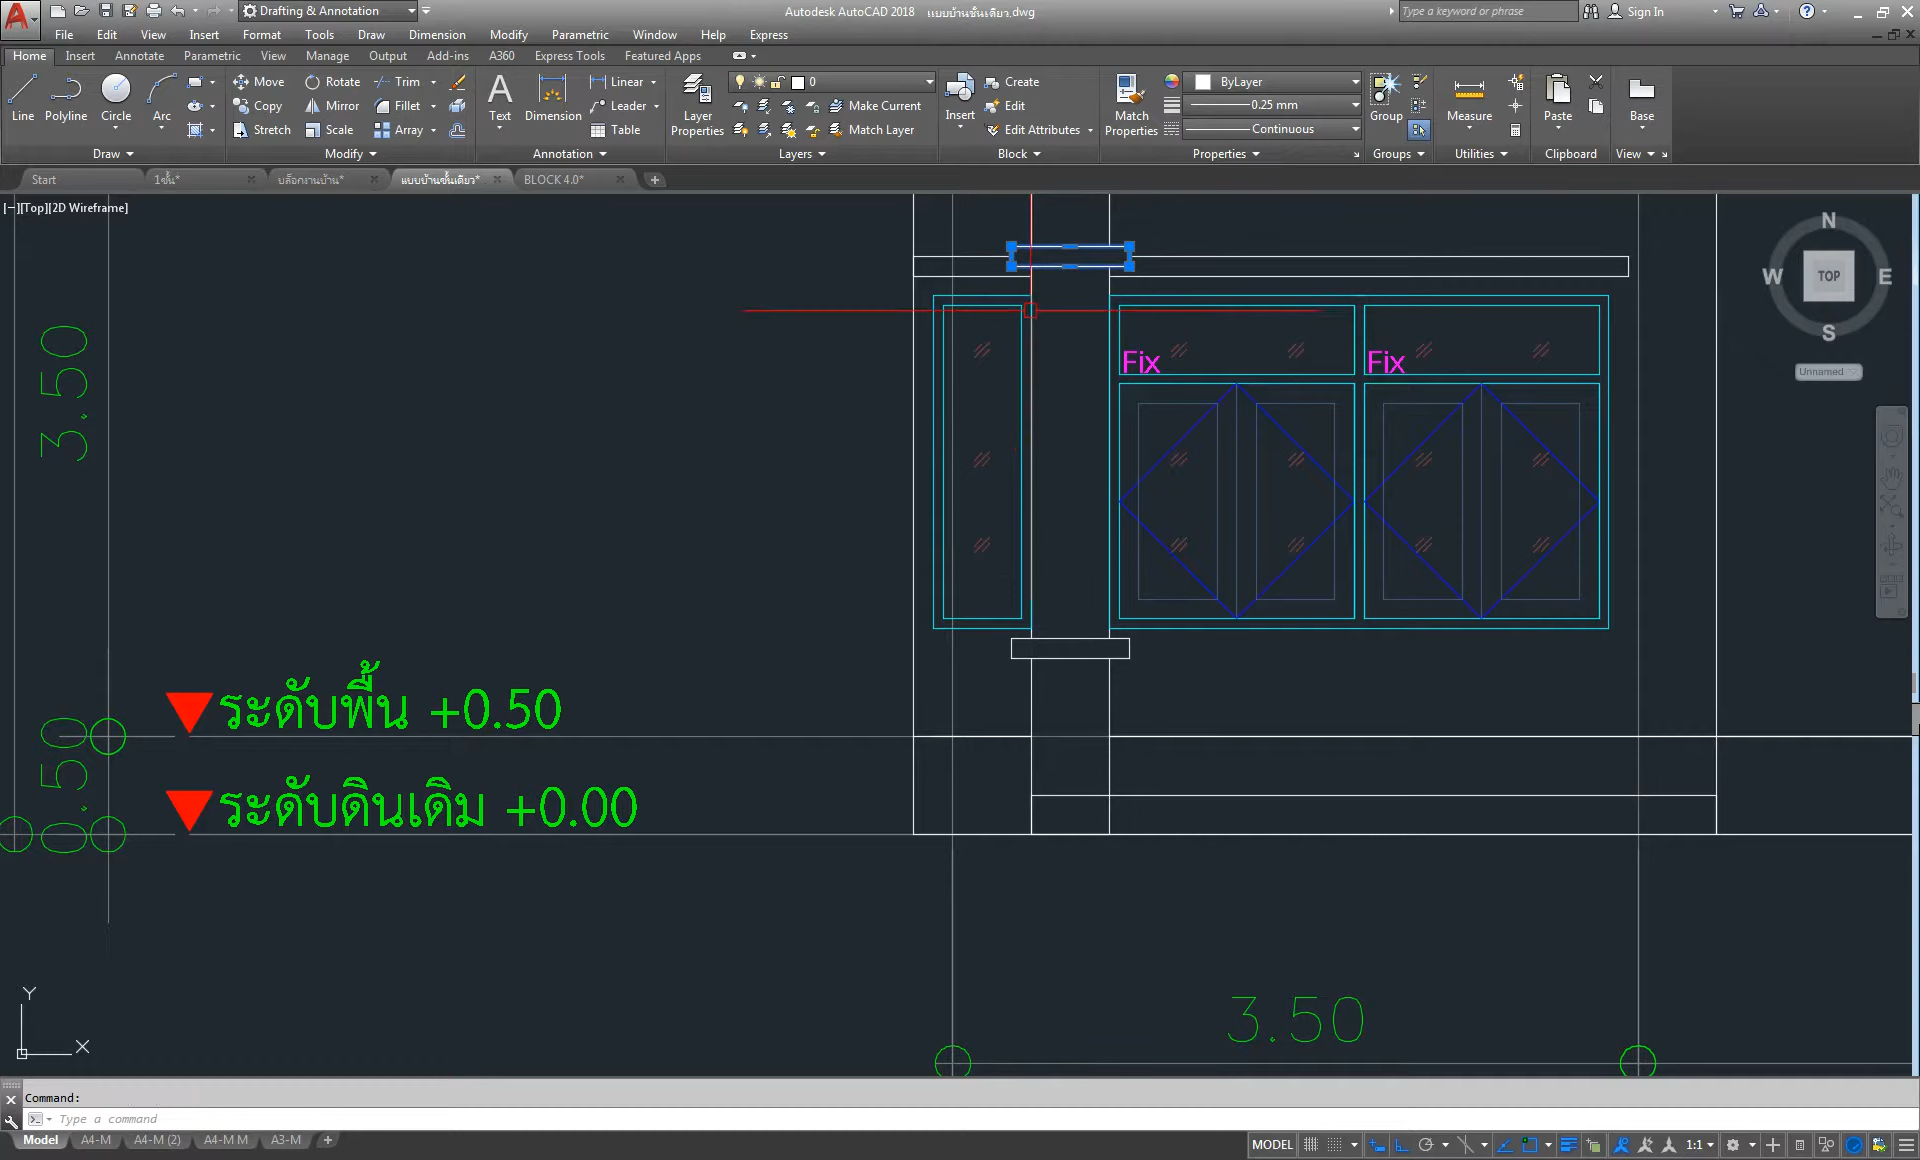 Drafting & Annotation
Autodesk AutoCAD 2018 แบบบ้านชั้นเดียว.dwg
Type a keyword or phrase
Sign In
File Edit View Insert Format Tools Draw Dimension Modify Parametric Window Help Express
Home Insert Annotate Parametric View Manage Output Add-ins A360 Express Tools Featured Apps
Line Polyline Circle Arc
Move Rotate Trim
Copy Mirror Fillet
Stretch Scale Array
Text Dimension
Linear
Leader
Table
Layer Properties
0
Make Current
Match Layer
Insert
Create
Edit
Edit Attributes
Match Properties
ByLayer
0.25 mm
Continuous
Group
Measure
Paste
Base
Draw Modify Annotation Layers Block Properties Groups Utilities Clipboard View
Start 1ชั้น* บล็อกงานบ้าน* แบบบ้านชั้นเดียว* BLOCK 4.0*
[−][Top][2D Wireframe]
N
W TOP E
S
Unnamed
3.50
Fix Fix
ระดับพื้น +0.50
0.50
ระดับดินเดิม +0.00
3.50
Y
X
Command:
Type a command
Model A4-M A4-M (2) A4-M M A3-M
MODEL 1:1